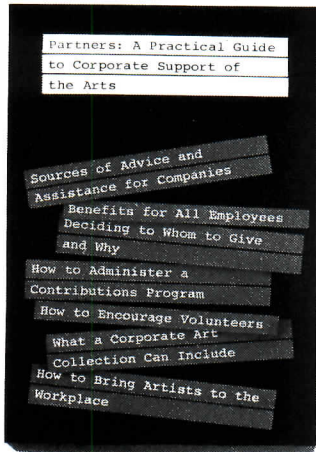 Partners: A Practical Guide
to Corporate Support of
the Arts
Sources of Advice and
Assistance for Companies
Benefits for All Employees
Deciding to Whom to Give
and Why
How to Administer a
Contributions Program
How to Encourage Volunteers
What a Corporate Art
Collection Can Include
How to Bring Artists to the
Workplace